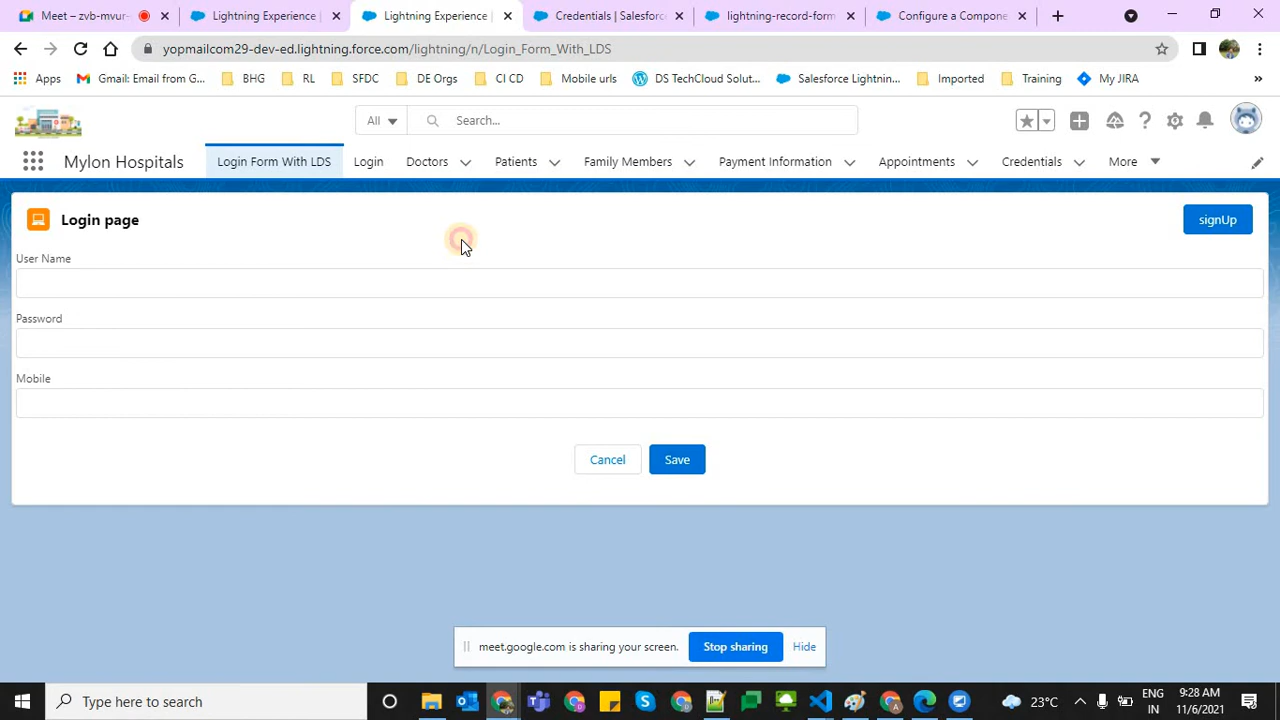 Meet – zvb-mvur-
Lightning Experience
Lightning Experience
Credentials | Salesforce
lightning-record-form
Configure a Compone
yopmailcom29-dev-ed.lightning.force.com/lightning/n/Login_Form_With_LDS
Apps
Gmail: Email from G...
BHG
RL
SFDC
DE Orgs
CI CD
Mobile urls
DS TechCloud Solut...
Salesforce Lightnin...
Imported
Training
My JIRA
»
All
Search...
Mylon Hospitals
Login Form With LDS
Login
Doctors
Patients
Family Members
Payment Information
Appointments
Credentials
More
Login page
signUp
User Name
Password
Mobile
Cancel
Save
meet.google.com is sharing your screen.
Stop sharing
Hide
Type here to search
23°C
ENG
IN
9:28 AM
11/6/2021